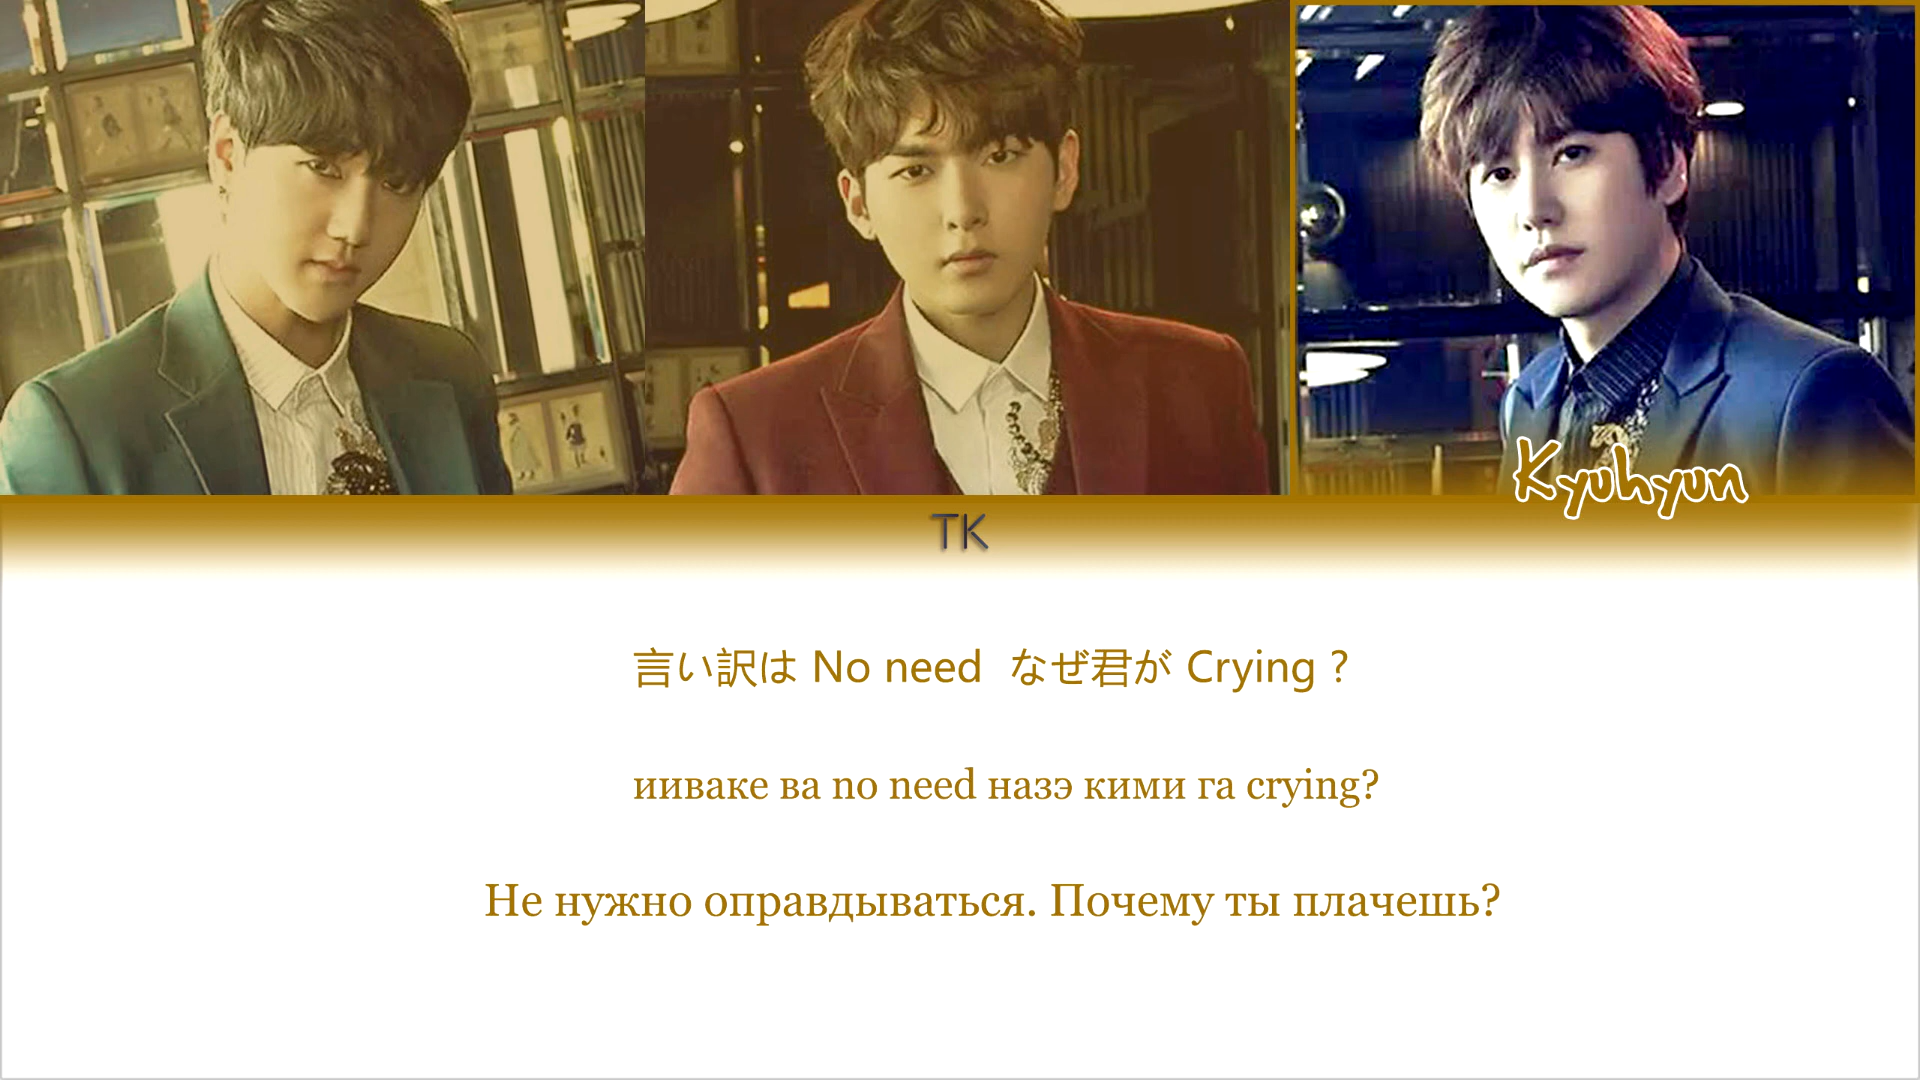 Kyuhyun
TK
言い訳は No need なぜ君が Crying ?
ииваке ва no need назэ кими га crying?
Не нужно оправдываться. Почему ты плачешь?